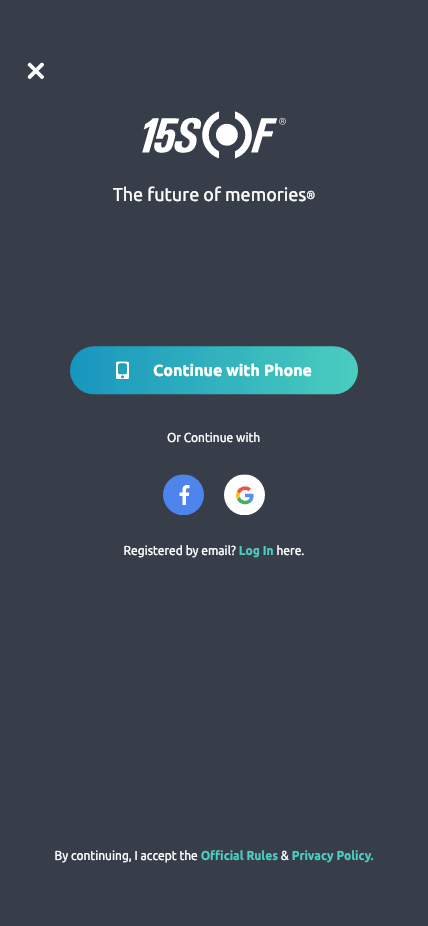 15SOF®
The future of memories®
Continue with Phone
Or Continue with
Registered by email? Log In here.
By continuing, I accept the Official Rules & Privacy Policy.